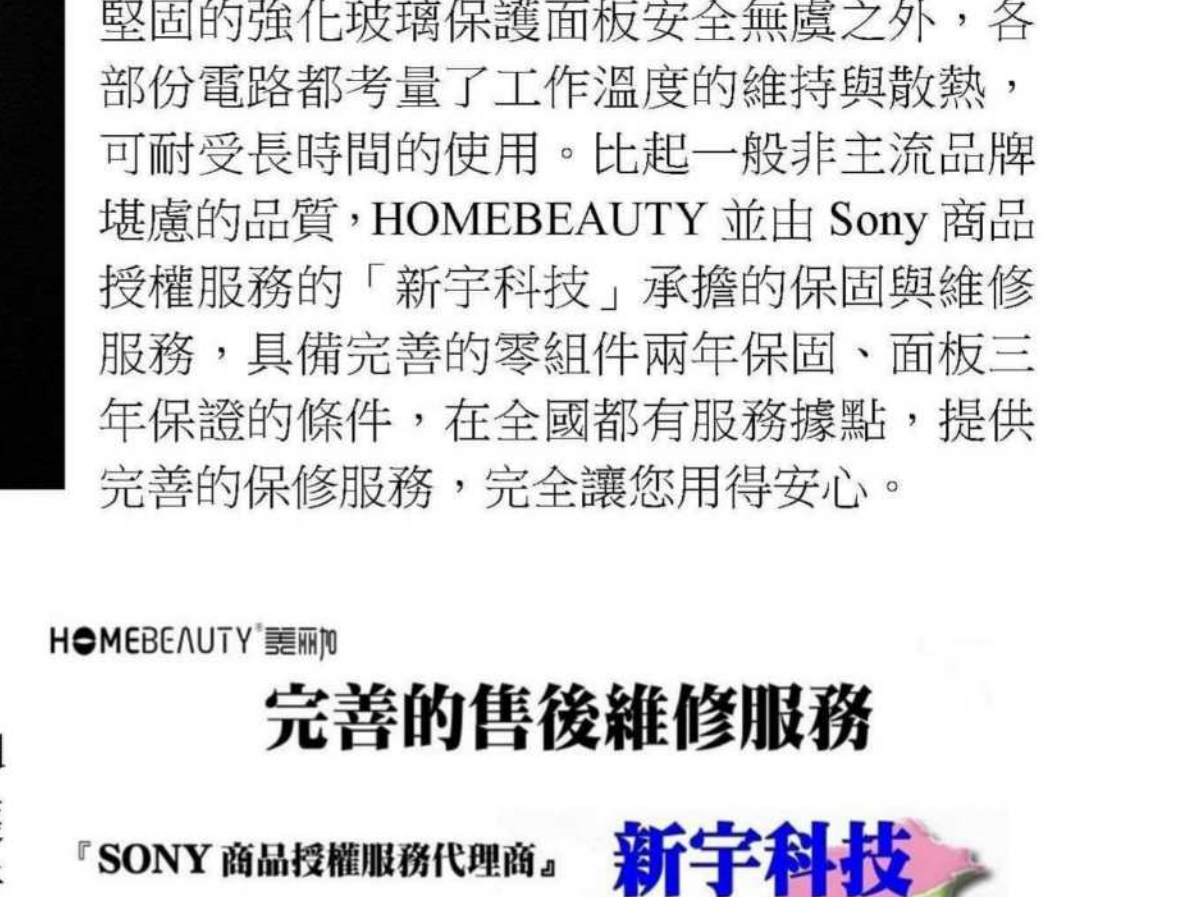 堅固的強化玻璃保護面板安全無虞之外，各
部份電路都考量了工作溫度的維持與散熱，
可耐受長時間的使用。比起一般非主流品牌
堪慮的品質，HOMEBEAUTY 並由 Sony 商品
授權服務的「新宇科技」承擔的保固與維修
服務，具備完善的零組件兩年保固、面板三
年保證的條件，在全國都有服務據點，提供
完善的保修服務，完全讓您用得安心。
HOMEBEAUTY®美丽加
完善的售後維修服務
『SONY 商品授權服務代理商』
新宇科技